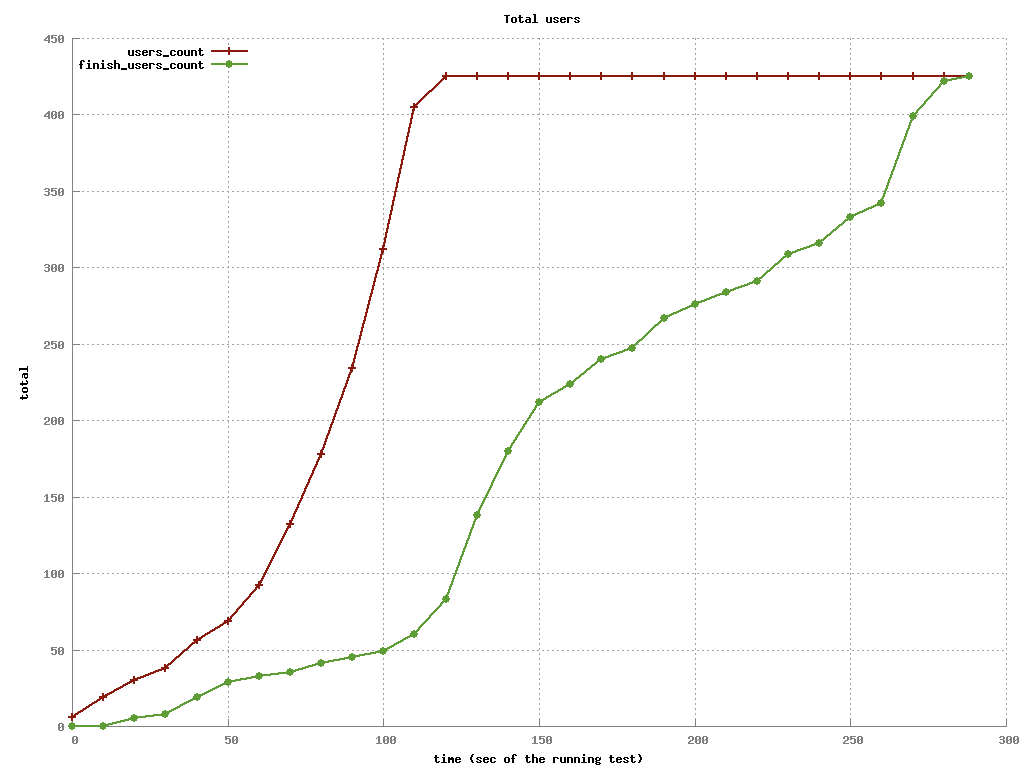 Total users
users_count
finish_users_count
450
400
350
300
250
200
150
100
50
0
total
0 50 100 150 200 250 300
time (sec of the running test)